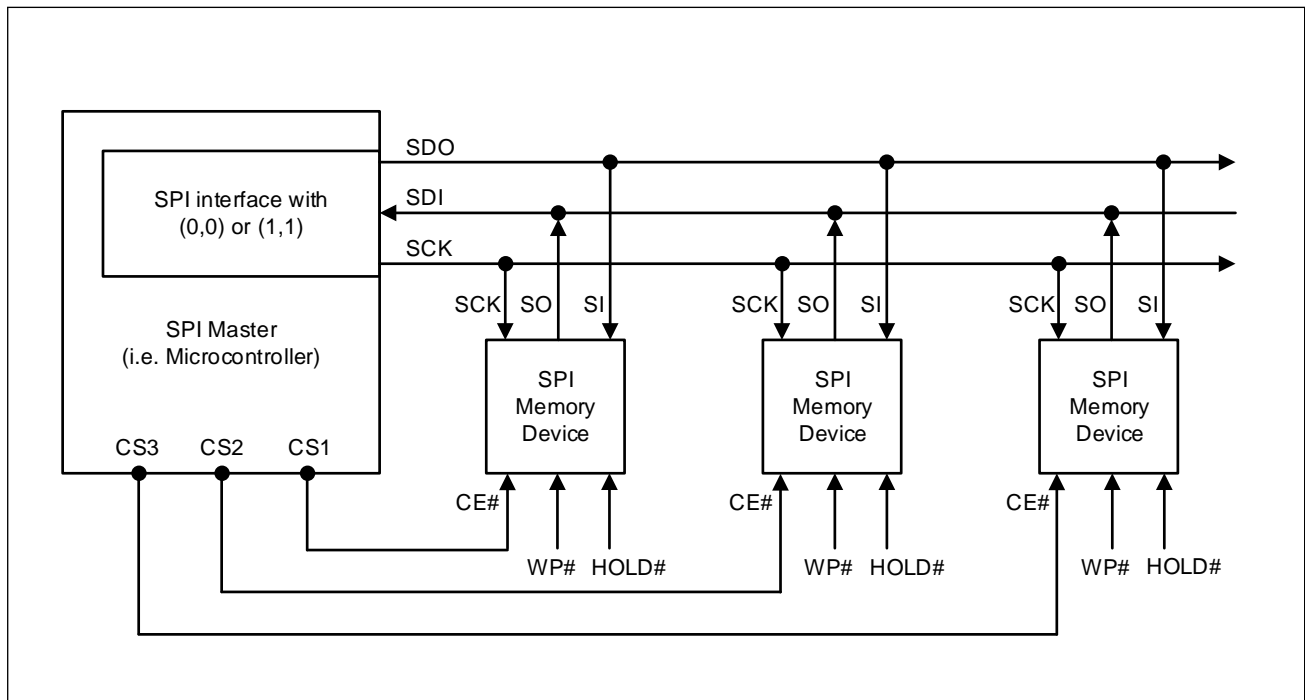 SDO
SPI interface with
(0,0) or (1,1)
SDI
SCK
SPI Master
(i.e. Microcontroller)
SCK
SO
SI
SCK
SO
SI
SCK
SO
SI
SPI
Memory
Device
SPI
Memory
Device
SPI
Memory
Device
CS3
CS2
CS1
CE#
WP#
HOLD#
CE#
WP#
HOLD#
CE#
WP#
HOLD#